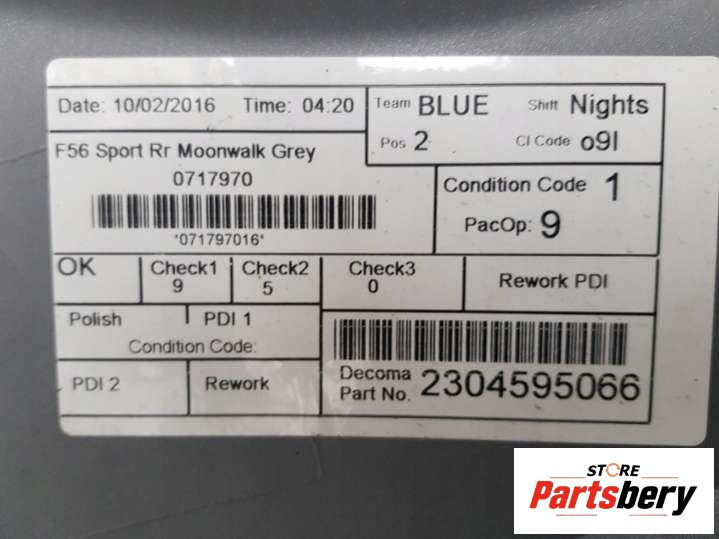 Date: 10/02/2016 Time: 04:20
Team BLUE Shift Nights
Pos 2 CI Code o9I
F56 Sport Rr Moonwalk Grey
0717970
*071797016*
Condition Code 1
PacOp: 9
OK
Check1
9
Check2
5
Check3
0
Rework PDI
Polish
PDI 1
Condition Code:
PDI 2
Rework
Decoma
Part No. 2304595066
STORE
Partsbery